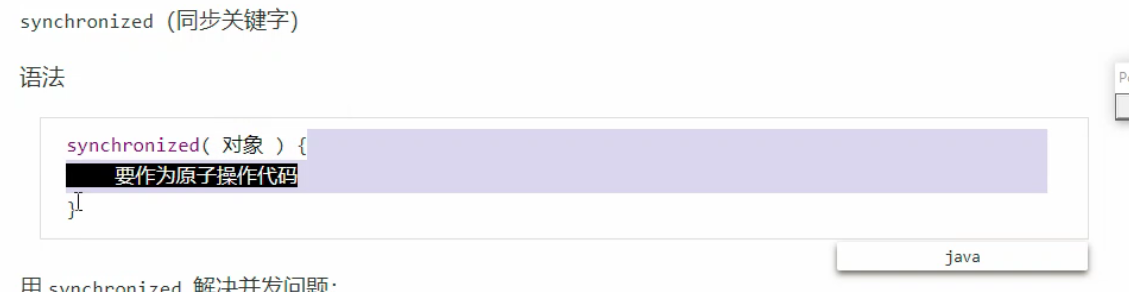 synchronized (同步关键字)
语法
synchronized( 对象 ) {
要作为原子操作代码
}
java
用 synchronized 解决并发问题: